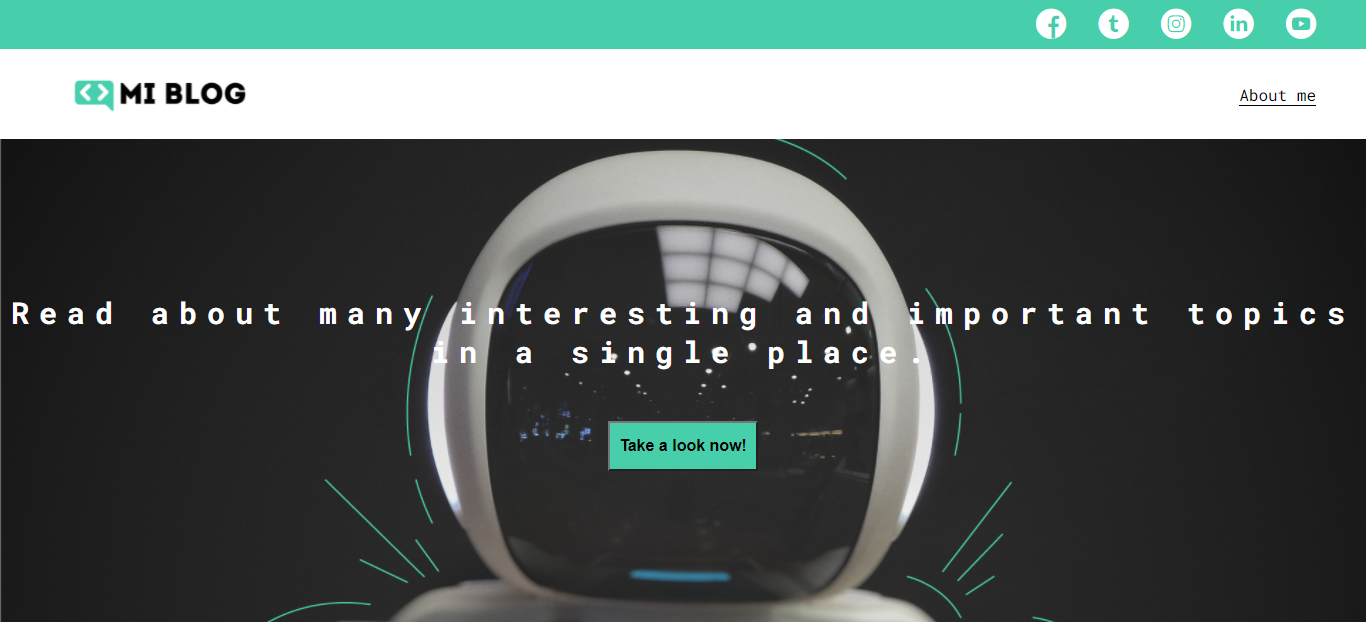 MI BLOG
About me
Read about many interesting and important topics
in a single place.
Take a look now!